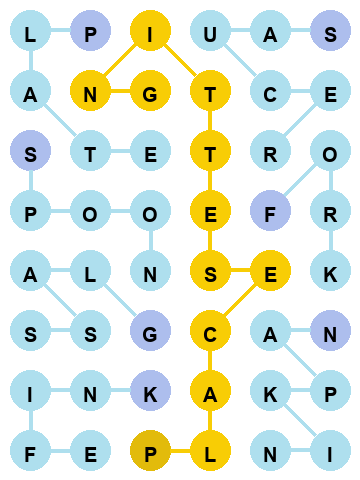 L P I U A S
A N G T C E
S T E T R O
P O O E F R
A L N S E K
S S G C A N
I N K A K P
F E P L N I